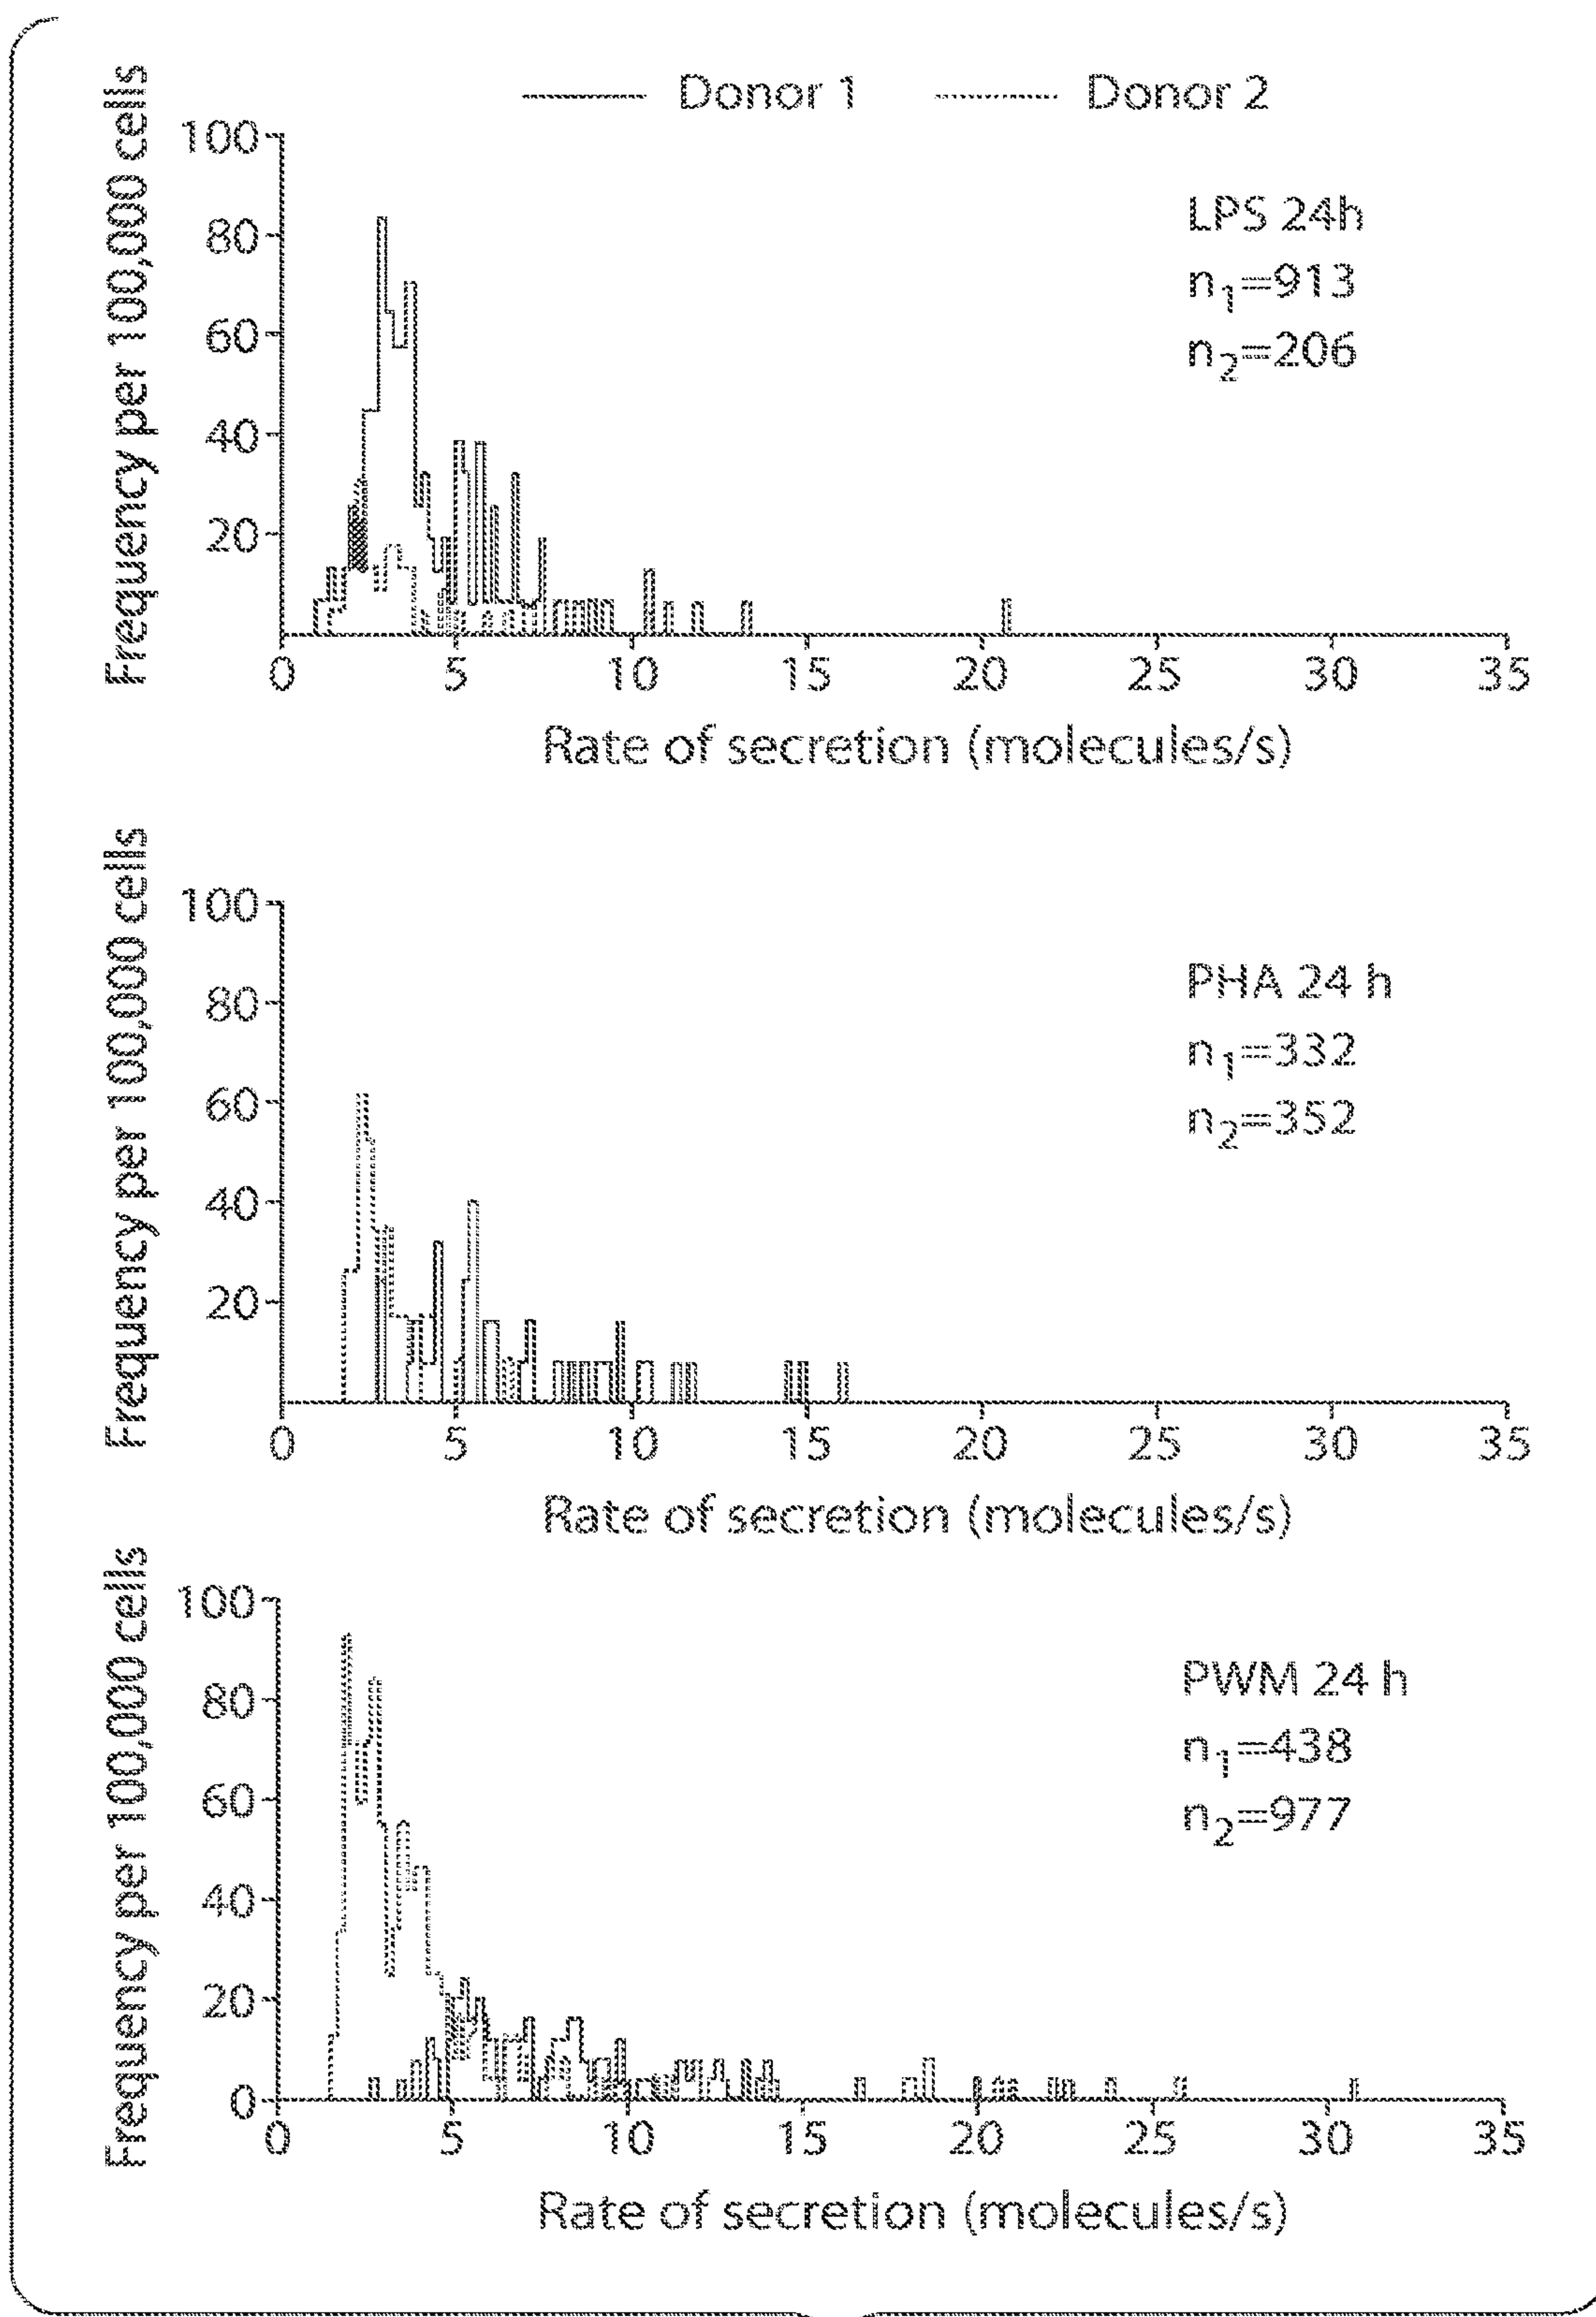 Donor 1 Donor 2
Frequency per 100,000 cells
100
80
60
40
20
LPS 24h
n1=913
n2=206
0 5 10 15 20 25 30 35
Rate of secretion (molecules/s)
Frequency per 100,000 cells
100
80
60
40
20
PHA 24 h
n1=332
n2=352
0 5 10 15 20 25 30 35
Rate of secretion (molecules/s)
Frequency per 100,000 cells
100
80
60
40
20
0
PWM 24 h
n1=438
n2=977
0 5 10 15 20 25 30 35
Rate of secretion (molecules/s)